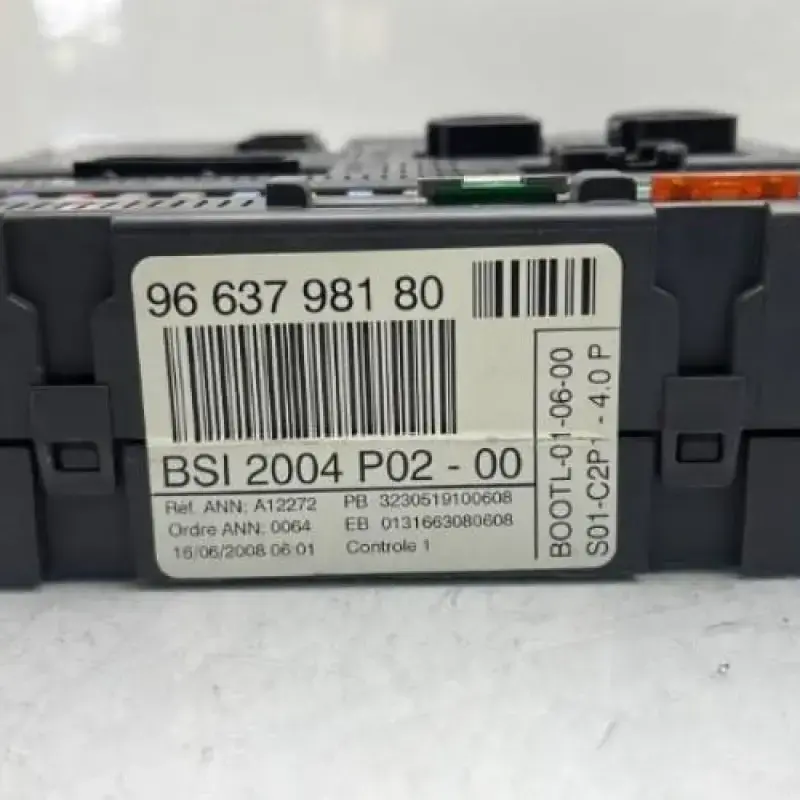 96 637 981 80
BSI 2004 P02 - 00
Réf. ANN: A12272 PB 3230519100608
Ordre ANN: 0064 EB 0131663080608
16/06/2008 06:01 Controle 1
BOOTL-01-06-00
S01-C2P1 - 4.0 P